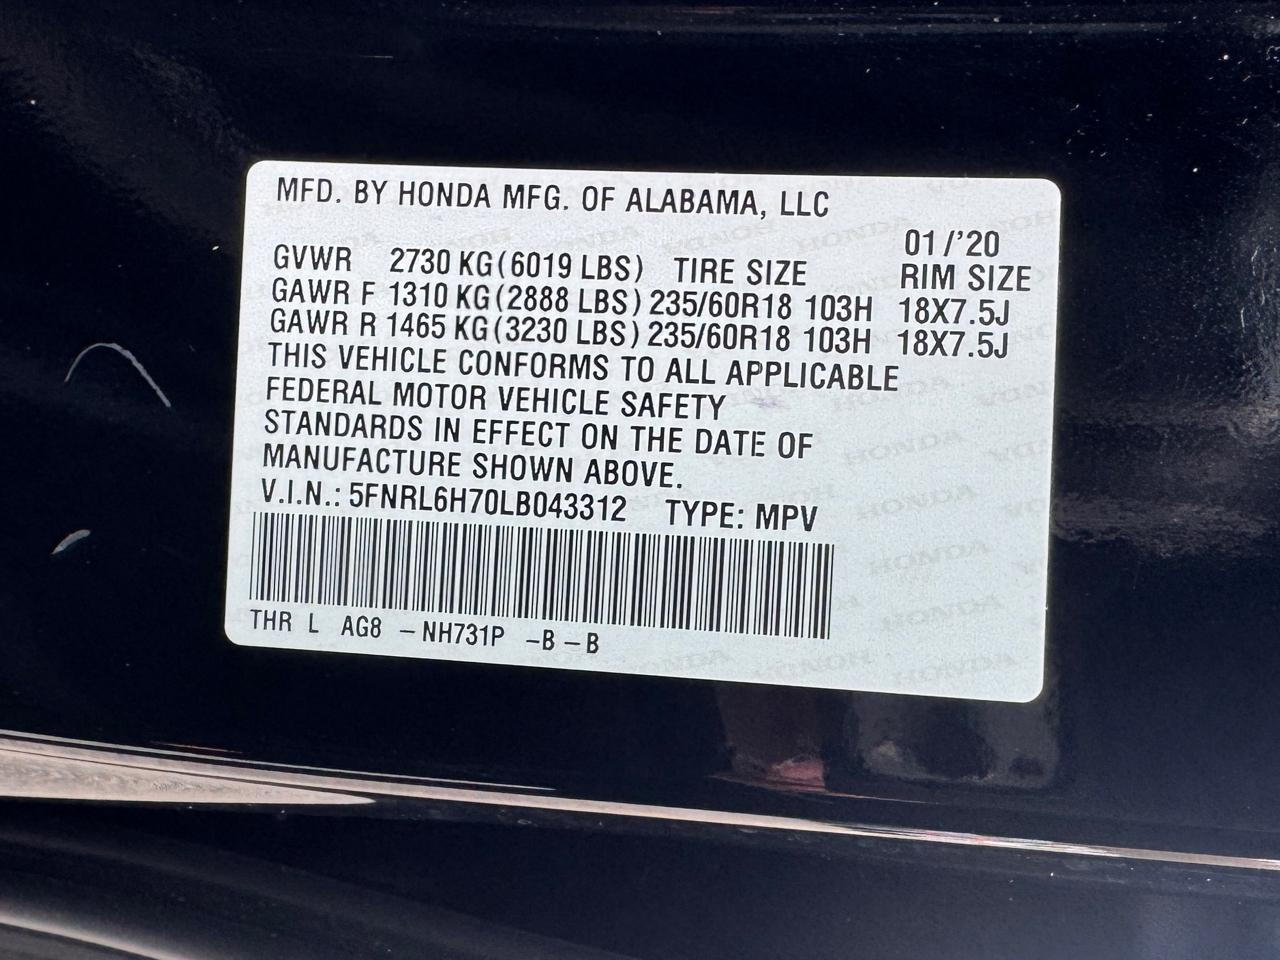 MFD. BY HONDA MFG. OF ALABAMA, LLC
01/'20
GVWR 2730 KG(6019 LBS) TIRE SIZE RIM SIZE
GAWR F 1310 KG(2888 LBS) 235/60R18 103H 18X7.5J
GAWR R 1465 KG(3230 LBS) 235/60R18 103H 18X7.5J
THIS VEHICLE CONFORMS TO ALL APPLICABLE
FEDERAL MOTOR VEHICLE SAFETY
STANDARDS IN EFFECT ON THE DATE OF
MANUFACTURE SHOWN ABOVE.
V.I.N.: 5FNRL6H70LB043312 TYPE: MPV
THR L AG8 -NH731P -B-B